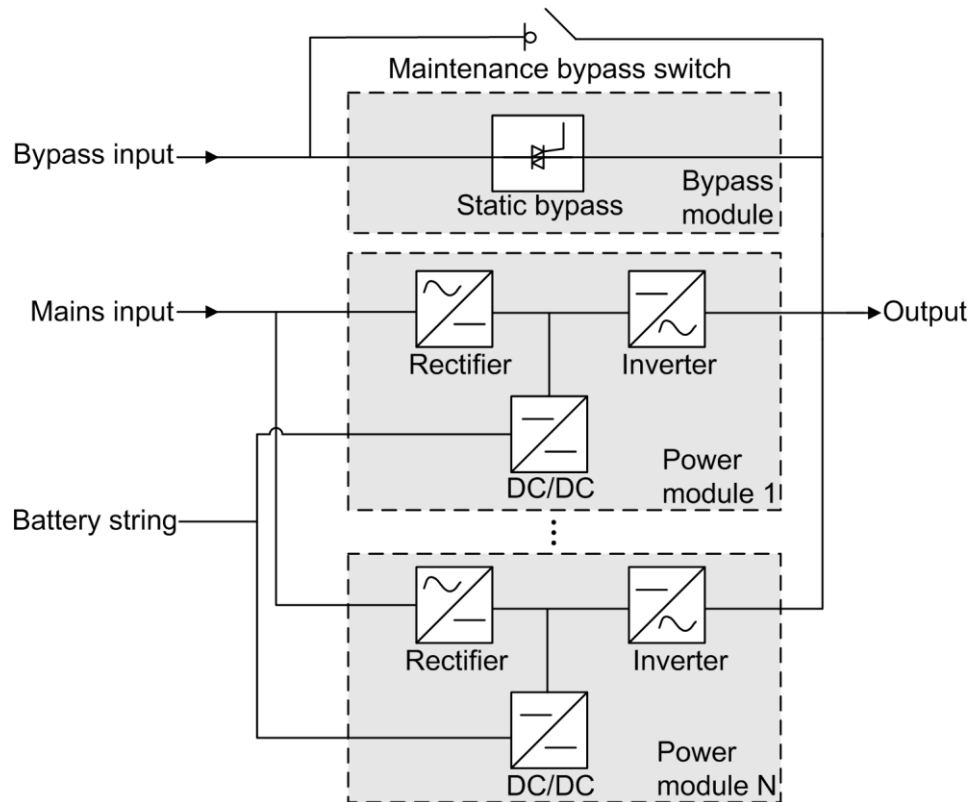 Maintenance bypass switch
Bypass input
Static bypass
Bypass
module
Mains input
Rectifier
Inverter
Output
DC/DC
Power
module 1
Battery string
Rectifier
Inverter
DC/DC
Power
module N